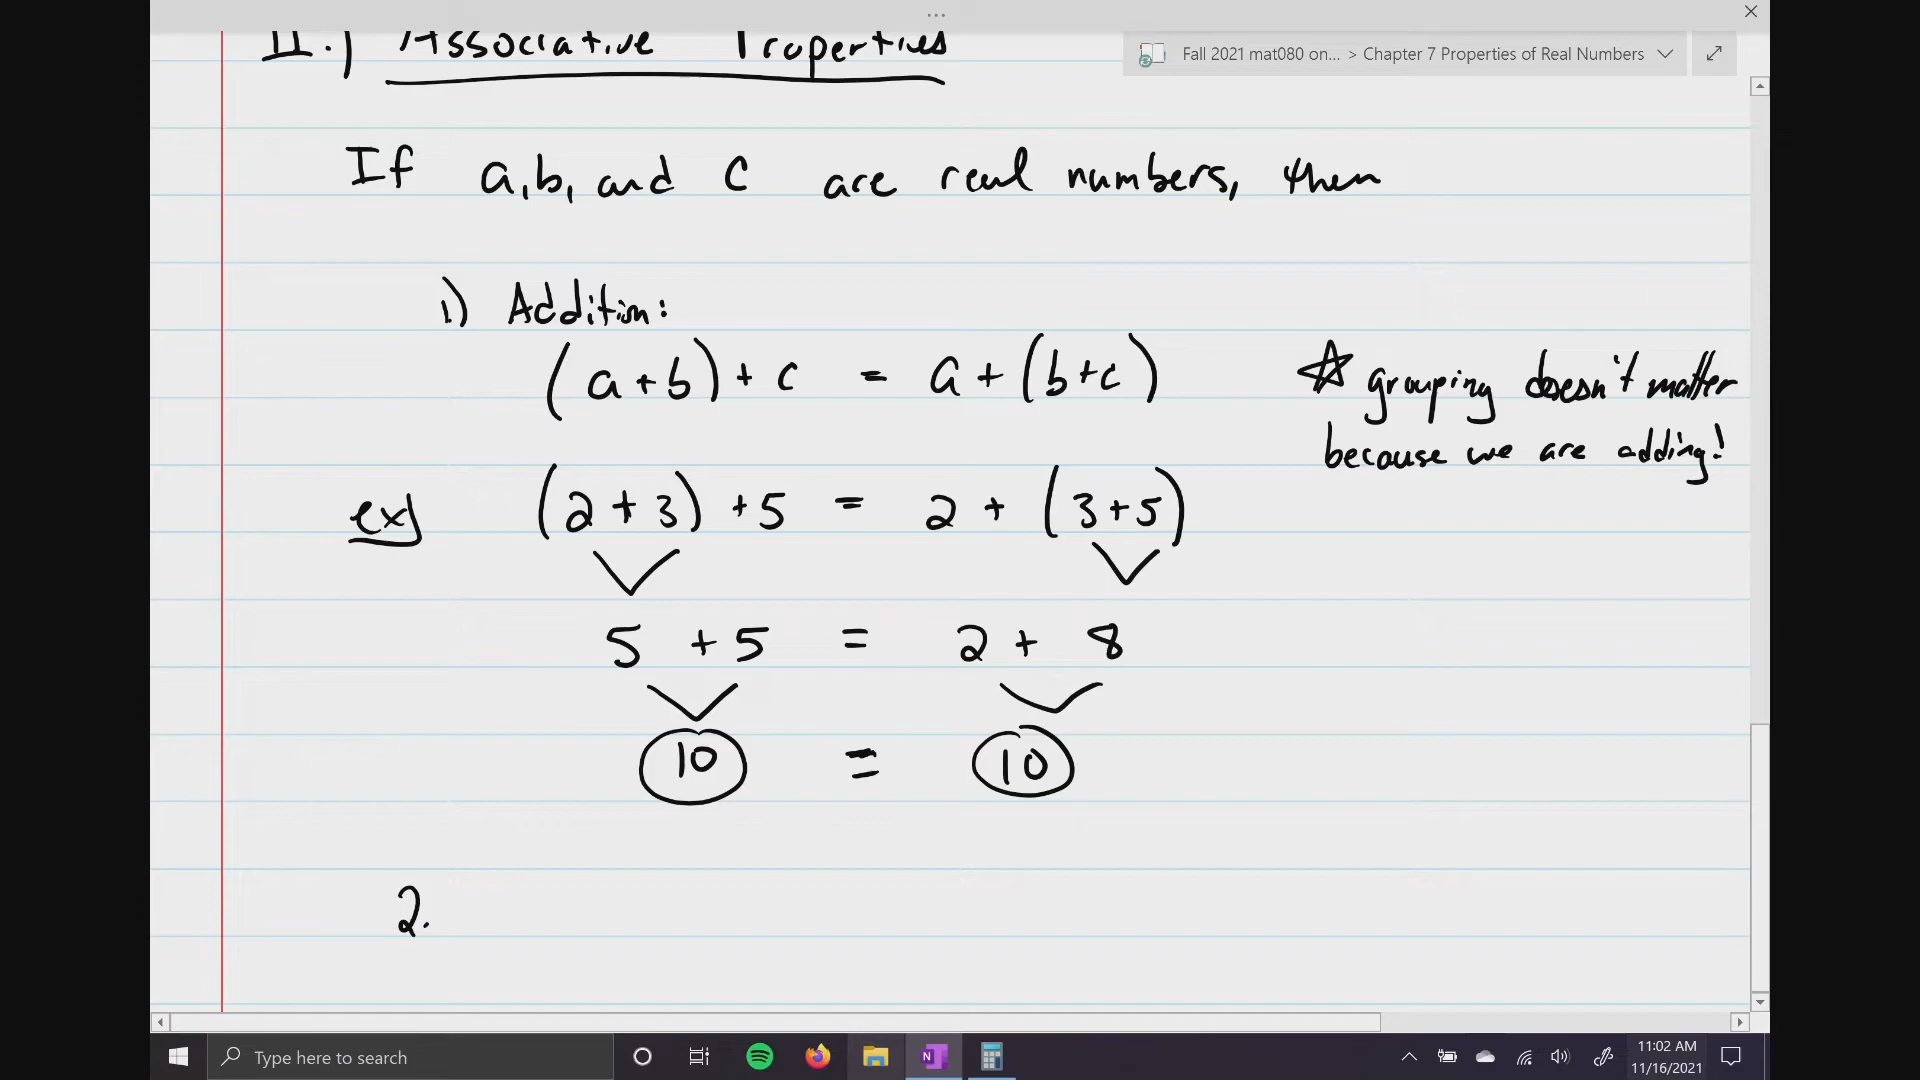 ...
II.) Associative Properties
Fall 2021 mat080 on... > Chapter 7 Properties of Real Numbers
If a, b, and c are real numbers, then
1.) Addition:
(a+b)+c = a+(b+c)
☆ grouping doesn't matter
because we are adding!
ex) (2+3)+5 = 2+(3+5)
5 +5 = 2+ 8
10 = 10
2.
Type here to search
N
11:02 AM
11/16/2021